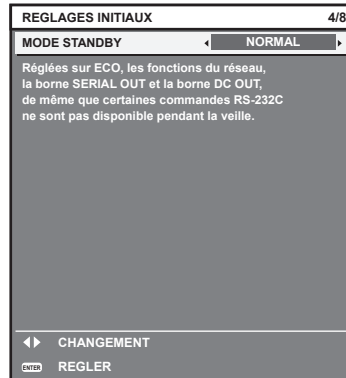 REGLAGES INITIAUX 4/8
MODE STANDBY NORMAL
Réglées sur ECO, les fonctions du réseau,
la borne SERIAL OUT et la borne DC OUT,
de même que certaines commandes RS-232C
ne sont pas disponible pendant la veille.
CHANGEMENT
ENTER REGLER